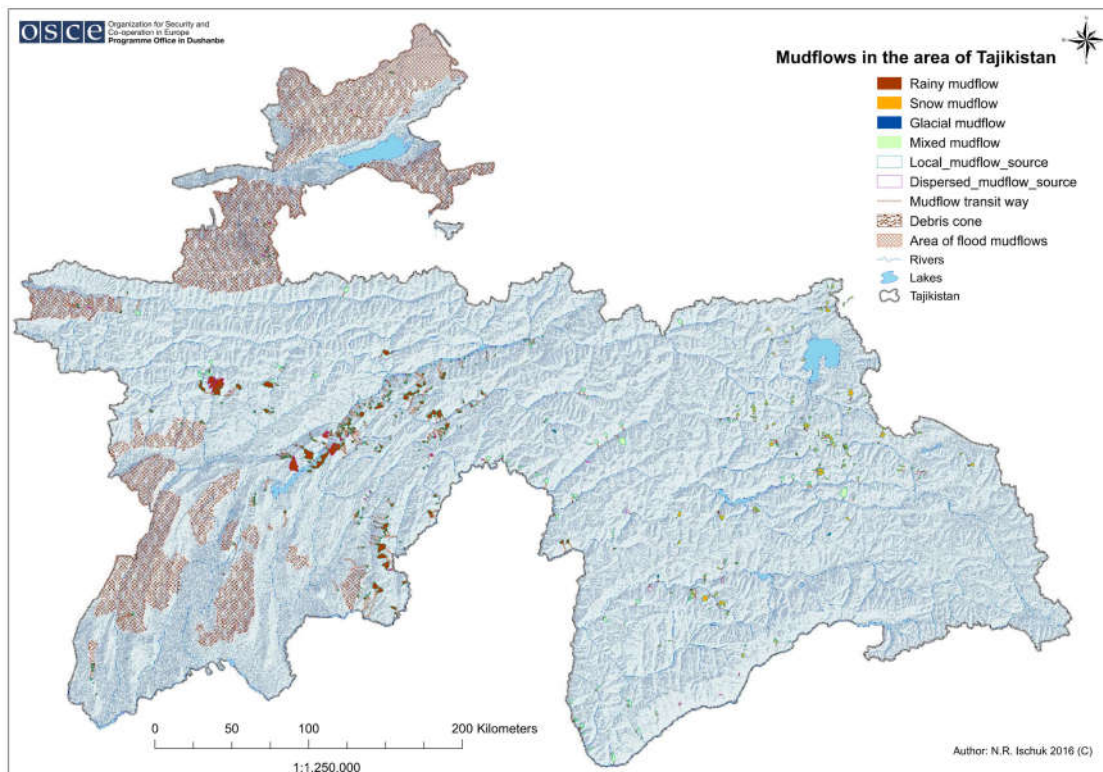 osce
Organization for Security and
Co-operation in Europe
Programme Office in Dushanbe
Mudflows in the area of Tajikistan
Rainy mudflow
Snow mudflow
Glacial mudflow
Mixed mudflow
Local_mudflow_source
Dispersed_mudflow_source
Mudflow transit way
Debris cone
Area of flood mudflows
Rivers
Lakes
Tajikistan
0 50 100 200 Kilometers
1:1,250,000
Author: N.R. Ischuk 2016 (C)